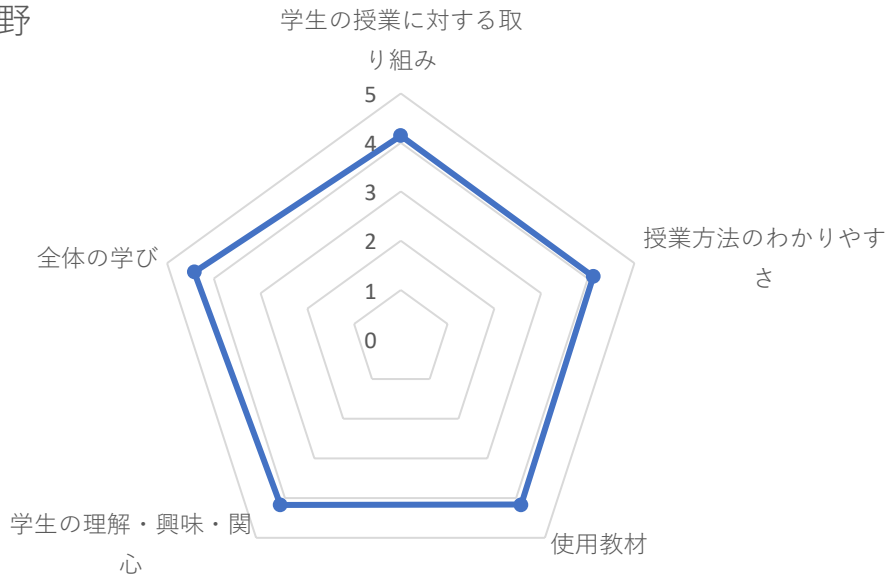 野
学生の授業に対する取
り組み
5
4
3
2
1
0
授業方法のわかりやす
さ
全体の学び
学生の理解・興味・関
心
使用教材